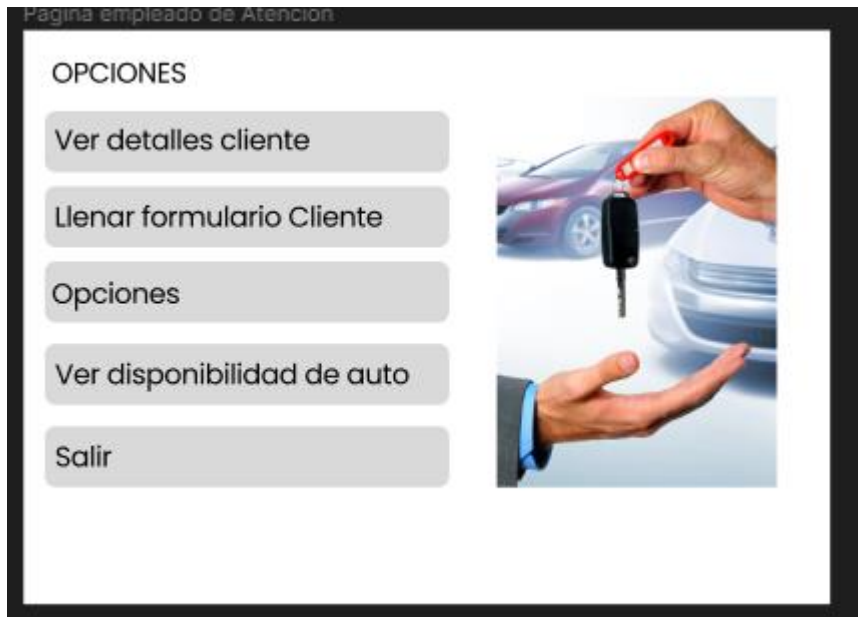 Pagina empleado de Atencion
OPCIONES
Ver detalles cliente
Llenar formulario Cliente
Opciones
Ver disponibilidad de auto
Salir